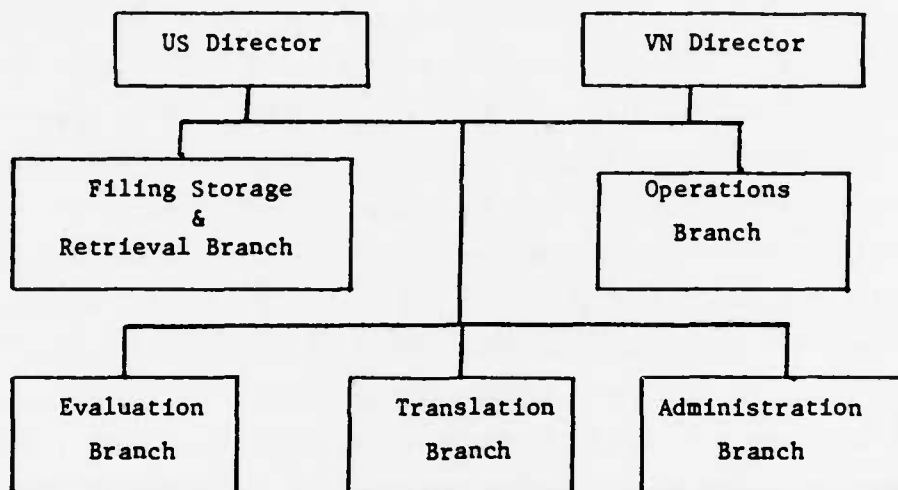 US Director
VN Director
Filing Storage
&
Retrieval Branch
Operations
Branch
Evaluation
Branch
Translation
Branch
Administration
Branch